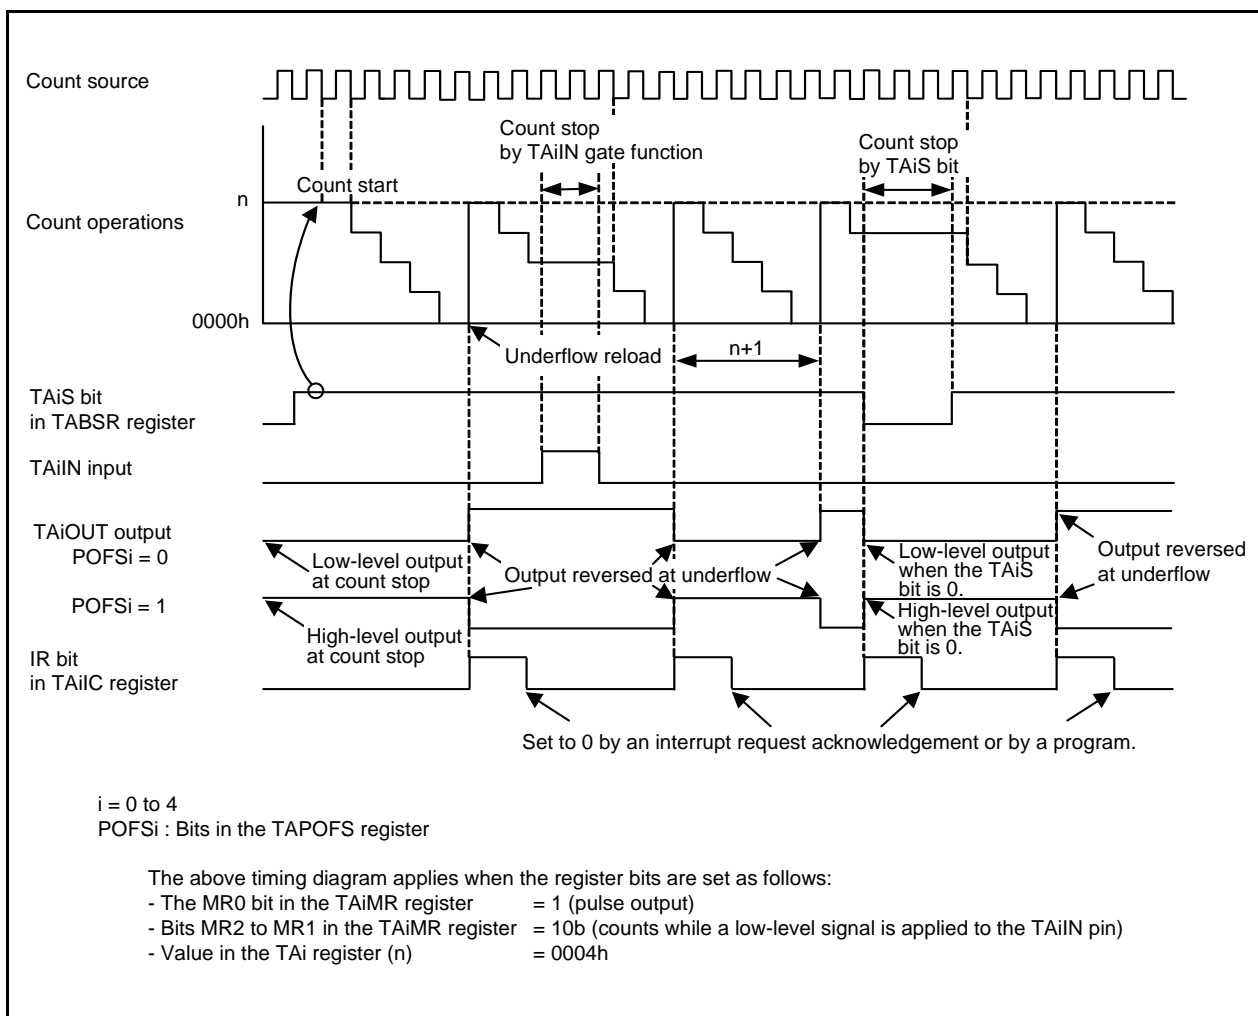 Count source
Count stop
by TAiIN gate function
Count stop
by TAiS bit
Count start
n
Count operations
0000h
Underflow reload
n+1
TAiS bit
in TABSR register
TAiIN input
TAiOUT output
POFSi = 0
Low-level output
at count stop
Output reversed at underflow
Low-level output
when the TAiS
bit is 0.
Output reversed
at underflow
POFSi = 1
High-level output
at count stop
High-level output
when the TAiS
bit is 0.
IR bit
in TAiIC register
Set to 0 by an interrupt request acknowledgement or by a program.
i = 0 to 4
POFSi : Bits in the TAPOFS register
The above timing diagram applies when the register bits are set as follows:
- The MR0 bit in the TAiMR register = 1 (pulse output)
- Bits MR2 to MR1 in the TAiMR register = 10b (counts while a low-level signal is applied to the TAiIN pin)
- Value in the TAi register (n) = 0004h